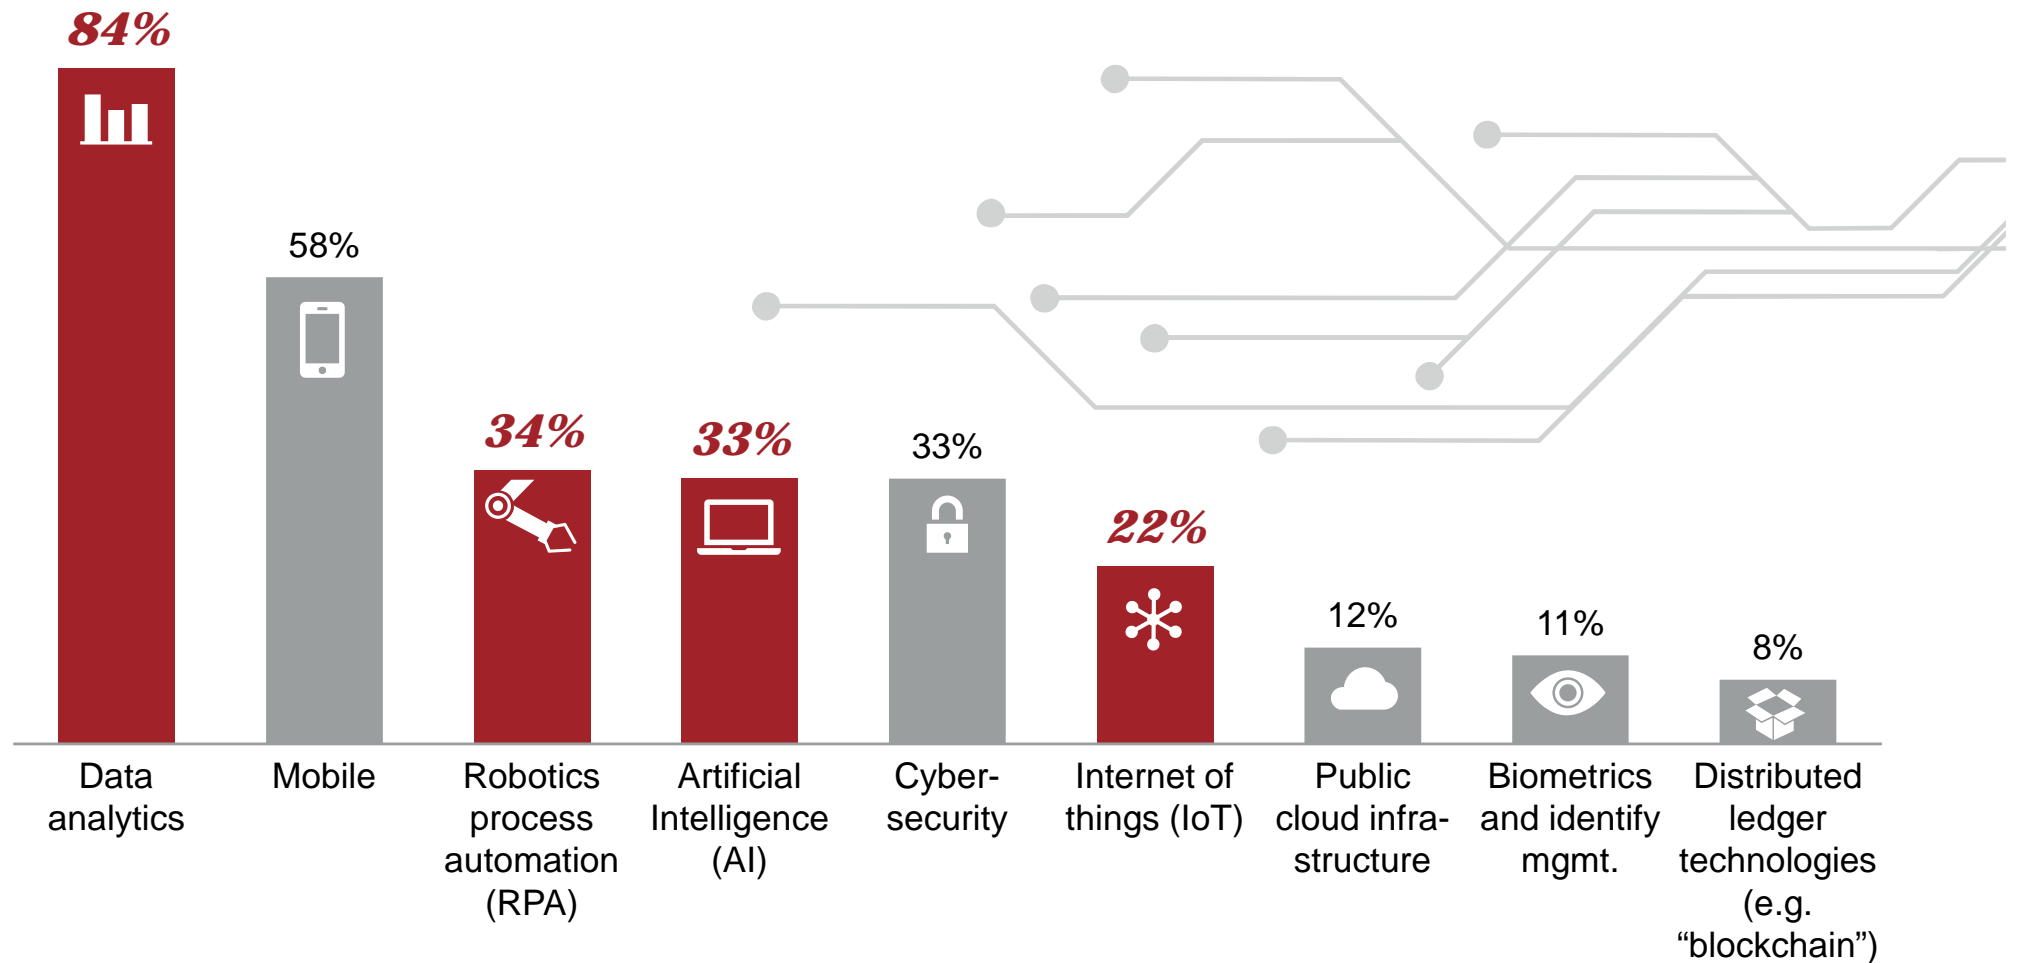 84%
58%
34%
33%
33%
22%
12%
11%
8%
Data
analytics
Mobile
Robotics
process
automation
(RPA)
Artificial
Intelligence
(AI)
Cyber-
security
Internet of
things (IoT)
Public
cloud infra-
structure
Biometrics
and identify
mgmt.
Distributed
ledger
technologies
(e.g.
“blockchain”)